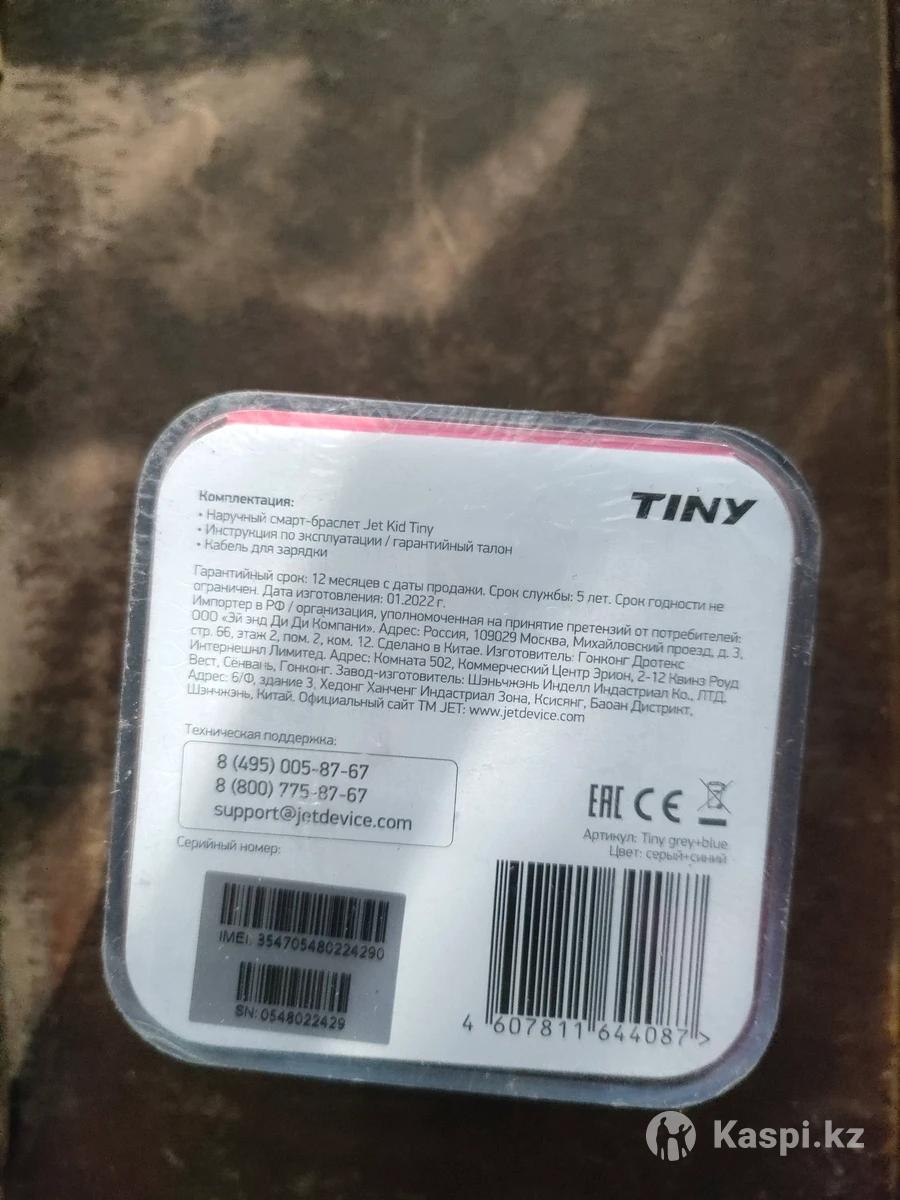 TINY
Комплектация:
• Наручный смарт-браслет Jet Kid Tiny
• Инструкция по эксплуатации / гарантийный талон
• Кабель для зарядки
Гарантийный срок: 12 месяцев с даты продажи. Срок службы: 5 лет. Срок годности не
ограничен. Дата изготовления: 01.2022 г.
Импортер в РФ / организация, уполномоченная на принятие претензий от потребителей:
ООО «Эй энд Ди Ди Компани». Адрес: Россия, 109029 Москва, Михайловский проезд, д. 3,
стр. 66, этаж 2, пом. 2, ком. 12. Сделано в Китае. Изготовитель: Гонконг Дротекс
Интернешнл Лимитед. Адрес: Комната 502, Коммерческий Центр Эрион, 2-12 Квинз Роуд
Вест, Сёнвань, Гонконг. Завод-изготовитель: Шэньчжэнь Инделл Индастриал Ко., ЛТД.
Адрес: 6/Ф, здание 3, Хедонг Ханченг Индастриал Зона, Ксисянг, Баоан Дистрикт,
Шэнчжэнь, Китай. Официальный сайт ТМ JET: www.jetdevice.com
Техническая поддержка:
8 (495) 005-87-67
8 (800) 775-87-67
support@jetdevice.com
EAC CE
Артикул: Tiny grey+blue
Цвет: серый+синий
Серийный номер:
IMEI: 354705480224290
SN: 0548022429
4 607811 644087 >
Kaspi.kz